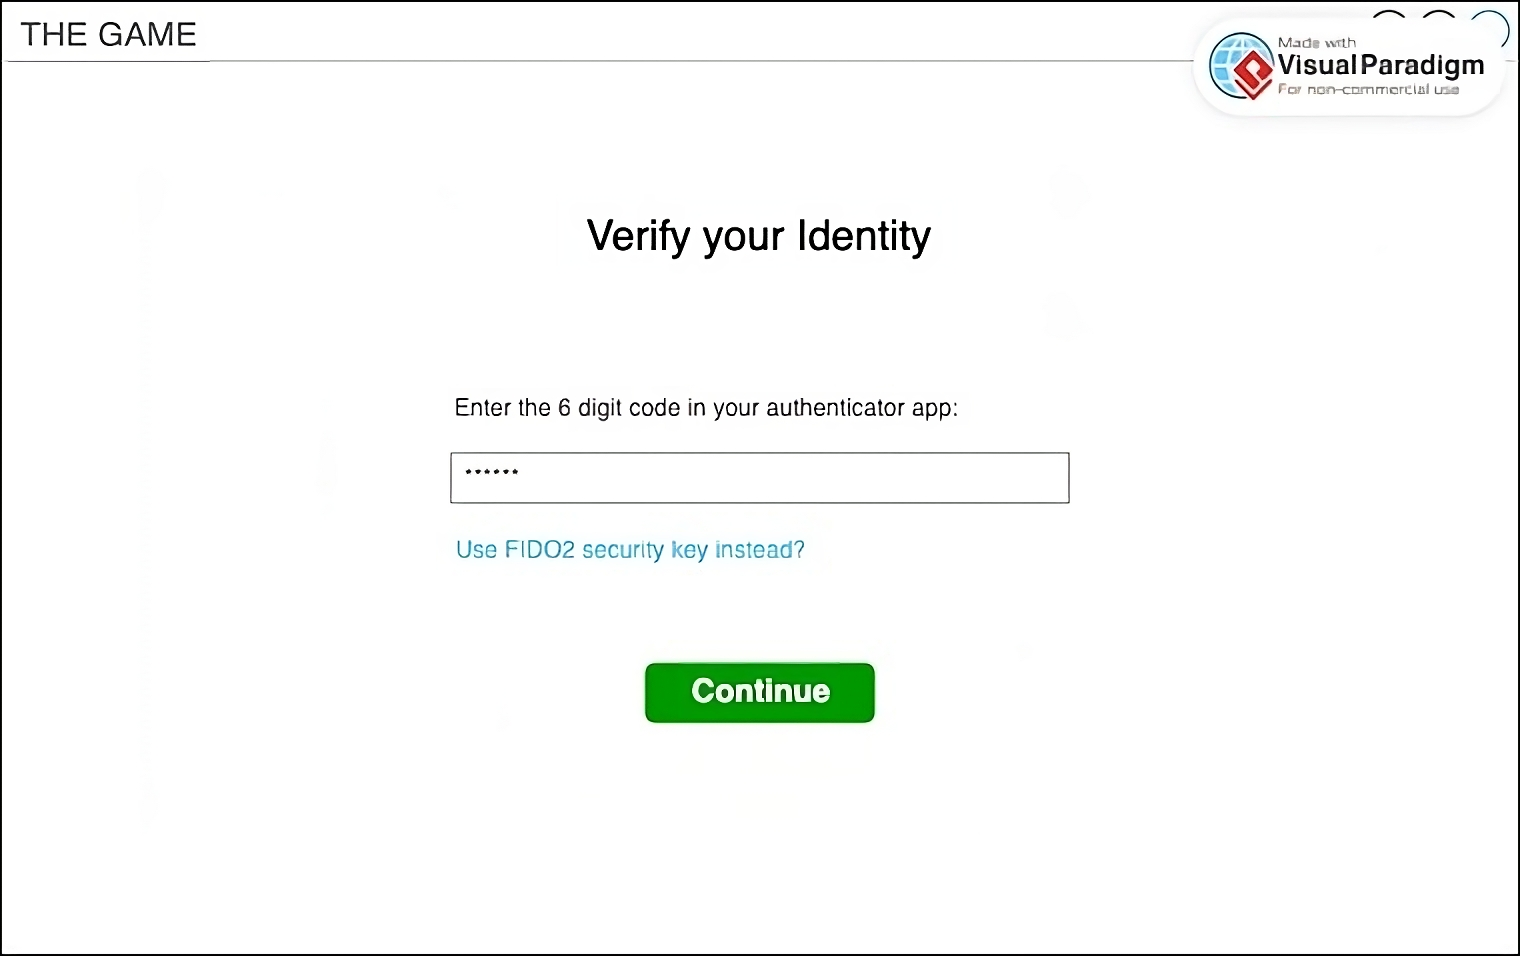 THE GAME
Made with
Visual Paradigm
For non-commercial use
Verify your Identity
Enter the 6 digit code in your authenticator app:
••••••
Use FIDO2 security key instead?
Continue